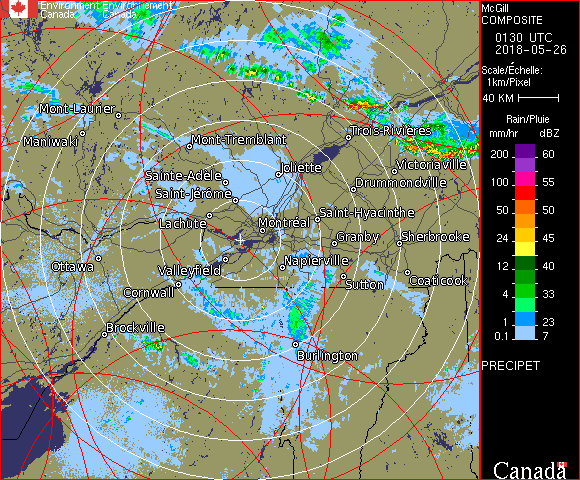 Environment Environnement
Canada Canada
Mont-Laurier
Maniwaki
Mont-Tremblant
Trois-Rivières
Joliette
Victoriaville
Sainte-Adèle
Drummondville
Saint-Jérôme
Saint-Hyacinthe
Lachute
Montréal
Granby
Sherbrooke
Ottawa
Valleyfield
Napierville
Coaticook
Cornwall
Sutton
Brockville
Burlington
McGill
COMPOSITE
0130 UTC
2018-05-26
Scale/Échelle:
1km/Pixel
40 KM
Rain/Pluie
mm/hr dBZ
200 60
100 55
50 50
24 45
12 40
4 33
1 23
0.1 7
PRECIPET
Canada